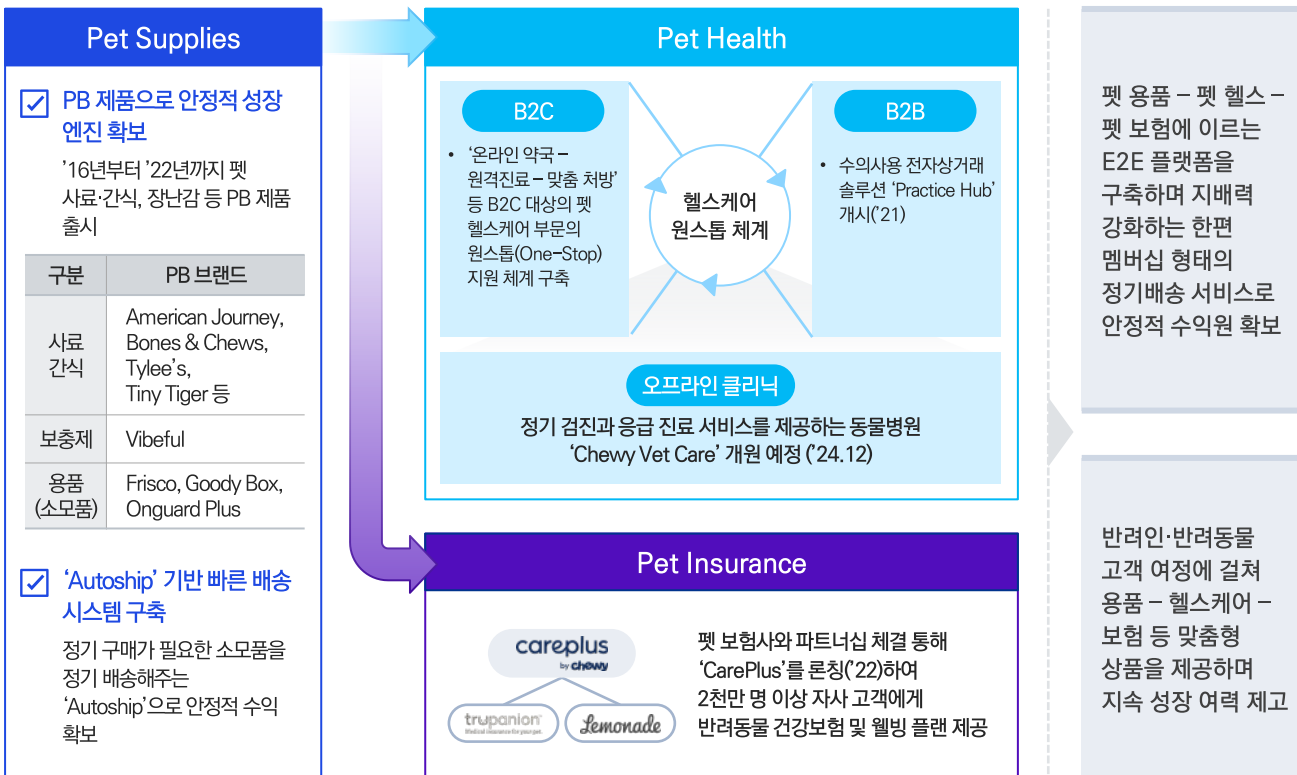 Pet Supplies
PB 제품으로 안정적 성장
엔진 확보
’16년부터 ’22년까지 펫
사료·간식, 장난감 등 PB 제품
출시
구분 PB 브랜드
사료
간식
American Journey,
Bones & Chews,
Tylee’s,
Tiny Tiger 등
보충제 Vibeful
용품
(소모품)
Frisco, Goody Box,
Onguard Plus
‘Autoship’ 기반 빠른 배송
시스템 구축
정기 구매가 필요한 소모품을
정기 배송해주는
‘Autoship’으로 안정적 수익
확보
Pet Health
B2C
• ‘온라인 약국 –
원격진료 – 맞춤 처방’
등 B2C 대상의 펫
헬스케어 부문의
원스톱(One-Stop)
지원 체계 구축
헬스케어
원스톱 체계
B2B
• 수의사용 전자상거래
솔루션 ‘Practice Hub’
개시(’21)
오프라인 클리닉
정기 검진과 응급 진료 서비스를 제공하는 동물병원
‘Chewy Vet Care’ 개원 예정 (’24.12)
Pet Insurance
careplus
by chewy
trupanion
Medical insurance for your pet.
Lemonade
펫 보험사와 파트너십 체결 통해
‘CarePlus’를 론칭(’22)하여
2천만 명 이상 자사 고객에게
반려동물 건강보험 및 웰빙 플랜 제공
펫 용품 – 펫 헬스 –
펫 보험에 이르는
E2E 플랫폼을
구축하며 지배력
강화하는 한편
멤버십 형태의
정기배송 서비스로
안정적 수익원 확보
반려인·반려동물
고객 여정에 걸쳐
용품 – 헬스케어 –
보험 등 맞춤형
상품을 제공하며
지속 성장 여력 제고